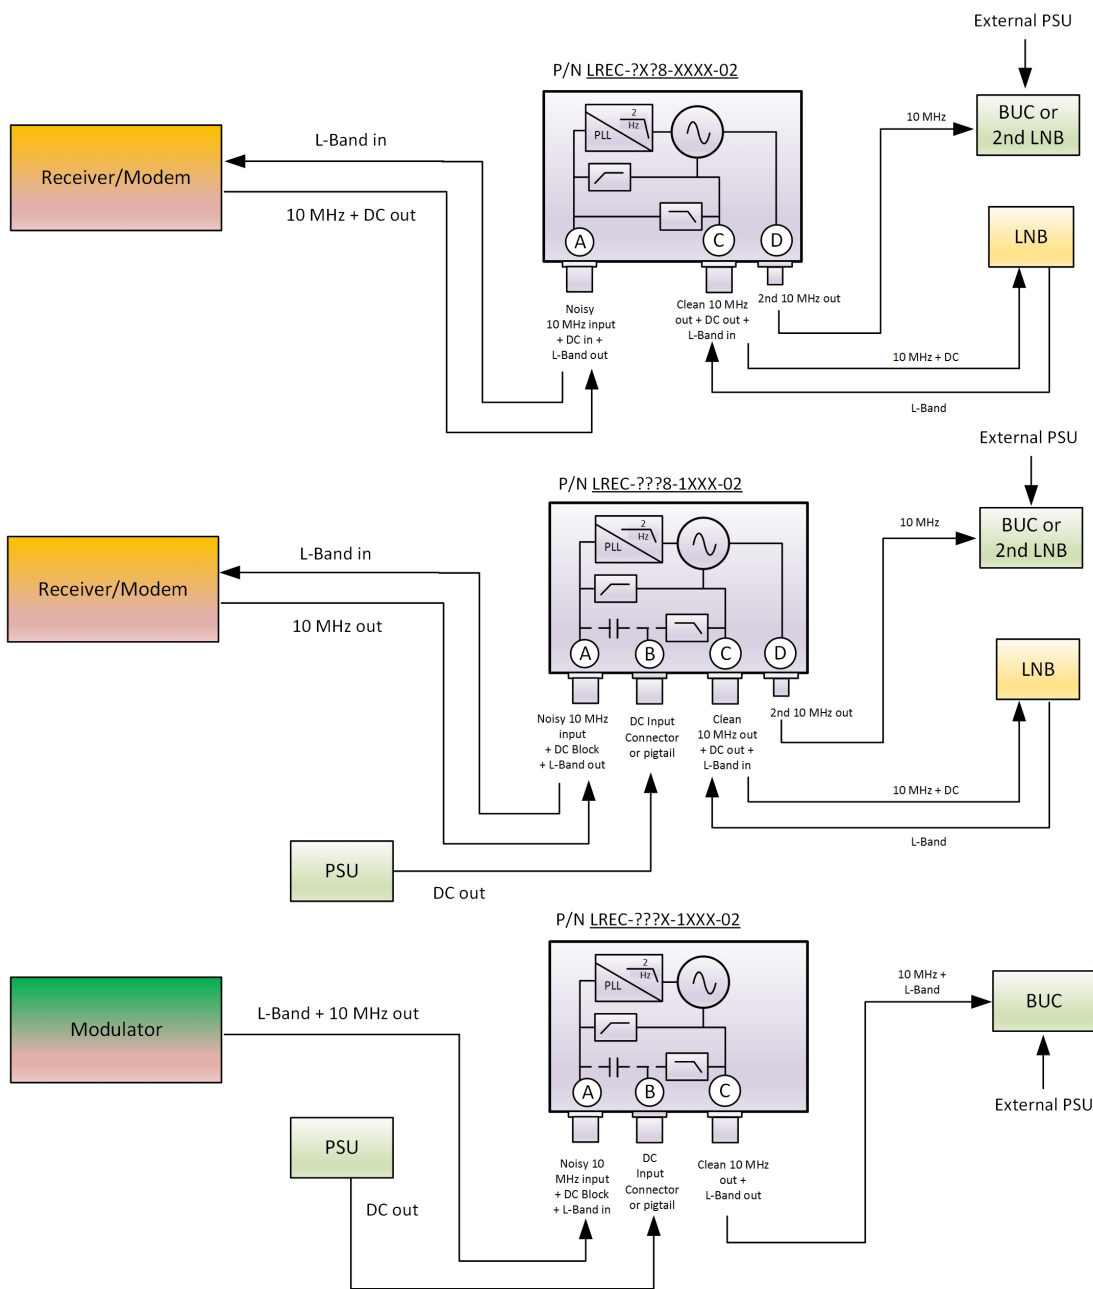 External PSU
P/N LREC-?X?8-XXXX-02
Receiver/Modem
L-Band in
10 MHz + DC out
2
Hz
PLL
A
C
D
10 MHz
BUC or
2nd LNB
LNB
Noisy
10 MHz input
+ DC in +
L-Band out
Clean 10 MHz
out + DC out +
L-Band in
2nd 10 MHz out
10 MHz + DC
L-Band
External PSU
P/N LREC-???8-1XXX-02
Receiver/Modem
L-Band in
10 MHz out
2
Hz
PLL
A
B
C
D
10 MHz
BUC or
2nd LNB
LNB
Noisy 10 MHz
input
+ DC Block
+ L-Band out
DC Input
Connector
or pigtail
Clean
10 MHz out
+ DC out +
L-Band in
2nd 10 MHz out
10 MHz + DC
L-Band
PSU
DC out
P/N LREC-???X-1XXX-02
Modulator
L-Band + 10 MHz out
2
Hz
PLL
A
B
C
10 MHz +
L-Band
BUC
External PSU
PSU
DC out
Noisy 10
MHz input
+ DC Block
+ L-Band in
DC
Input
Connector
or pigtail
Clean 10 MHz
out +
L-Band out